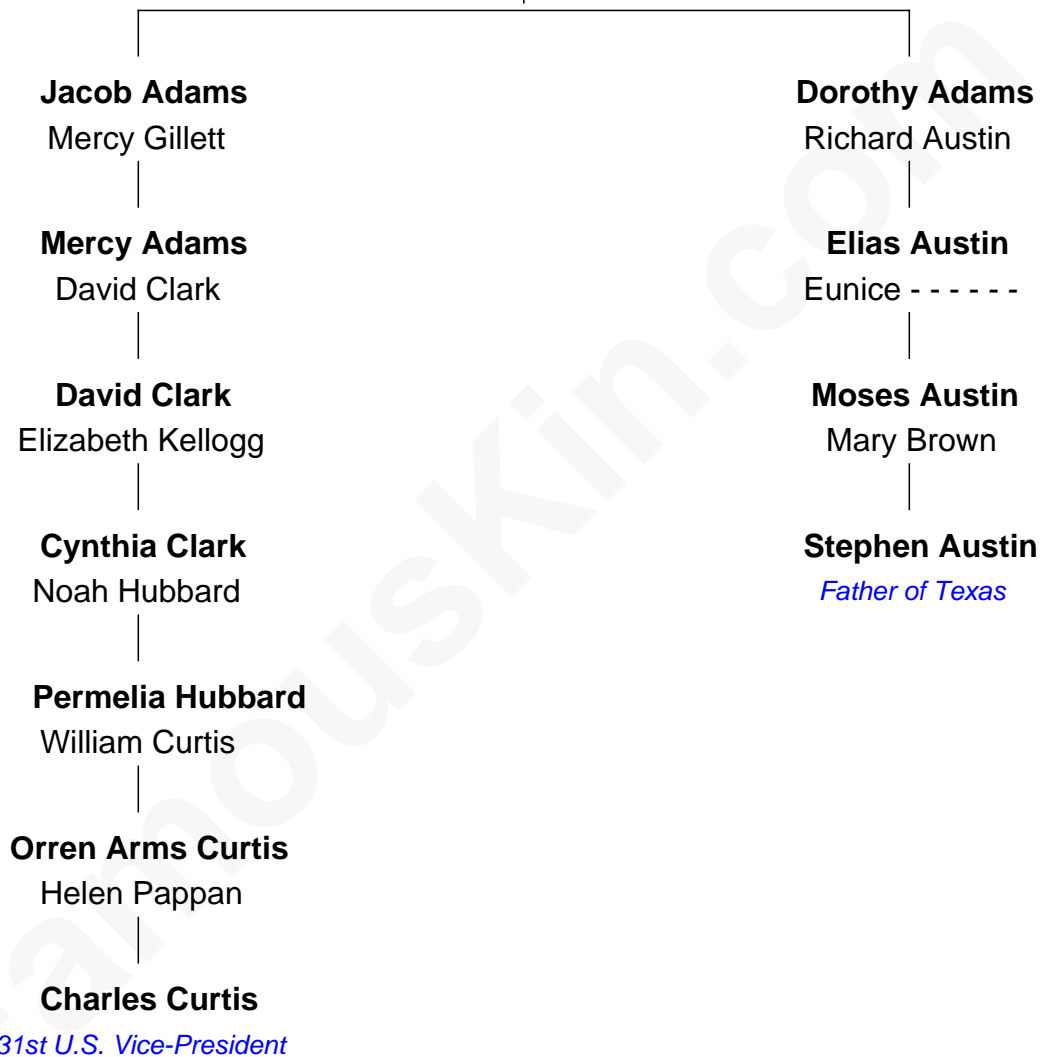 Jacob Adams
Mercy Gillett
Dorothy Adams
Richard Austin
Mercy Adams
David Clark
Elias Austin
Eunice - - - - - -
David Clark
Elizabeth Kellogg
Moses Austin
Mary Brown
Cynthia Clark
Noah Hubbard
Stephen Austin
Father of Texas
Permelia Hubbard
William Curtis
Orren Arms Curtis
Helen Pappan
Charles Curtis
31st U.S. Vice-President
amouskin.com